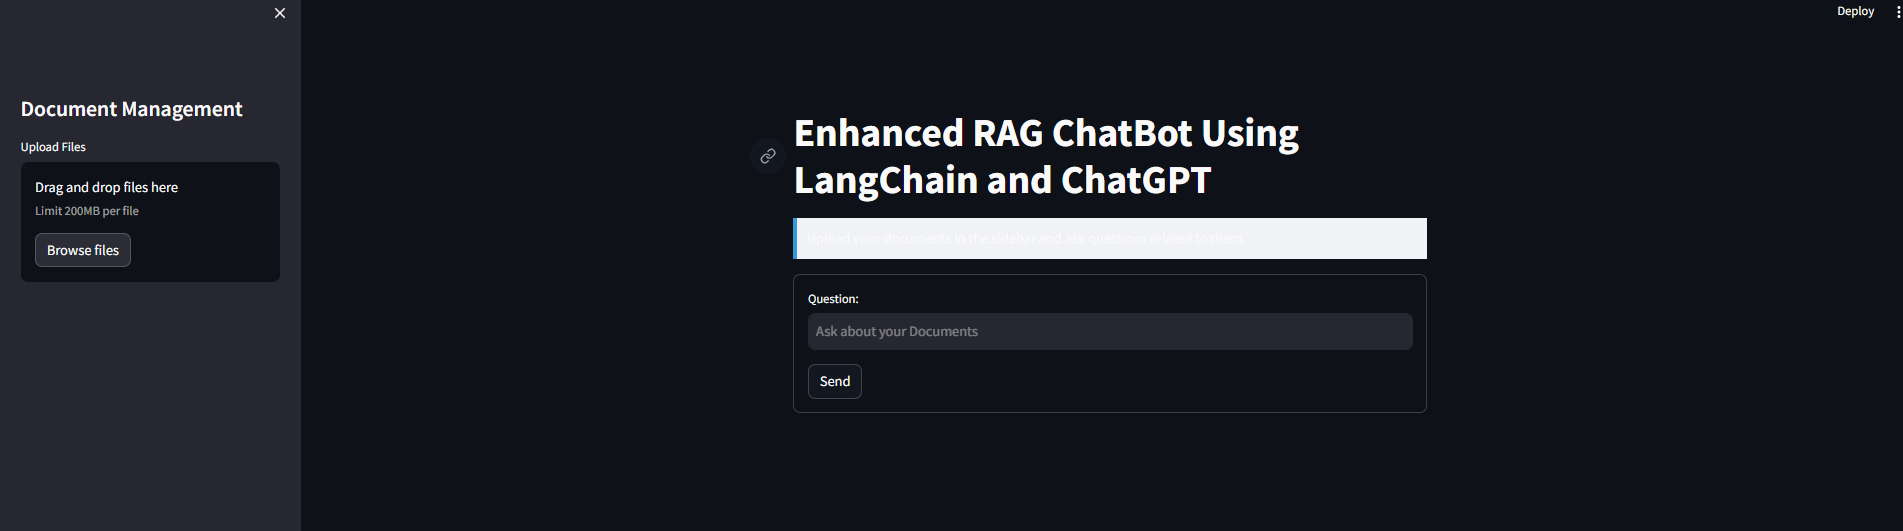 Deploy
Document Management
Upload Files
Drag and drop files here
Limit 200MB per file
Browse files
Enhanced RAG ChatBot Using
LangChain and ChatGPT
Upload your documents in the sidebar and ask questions related to them.
Question:
Ask about your Documents
Send